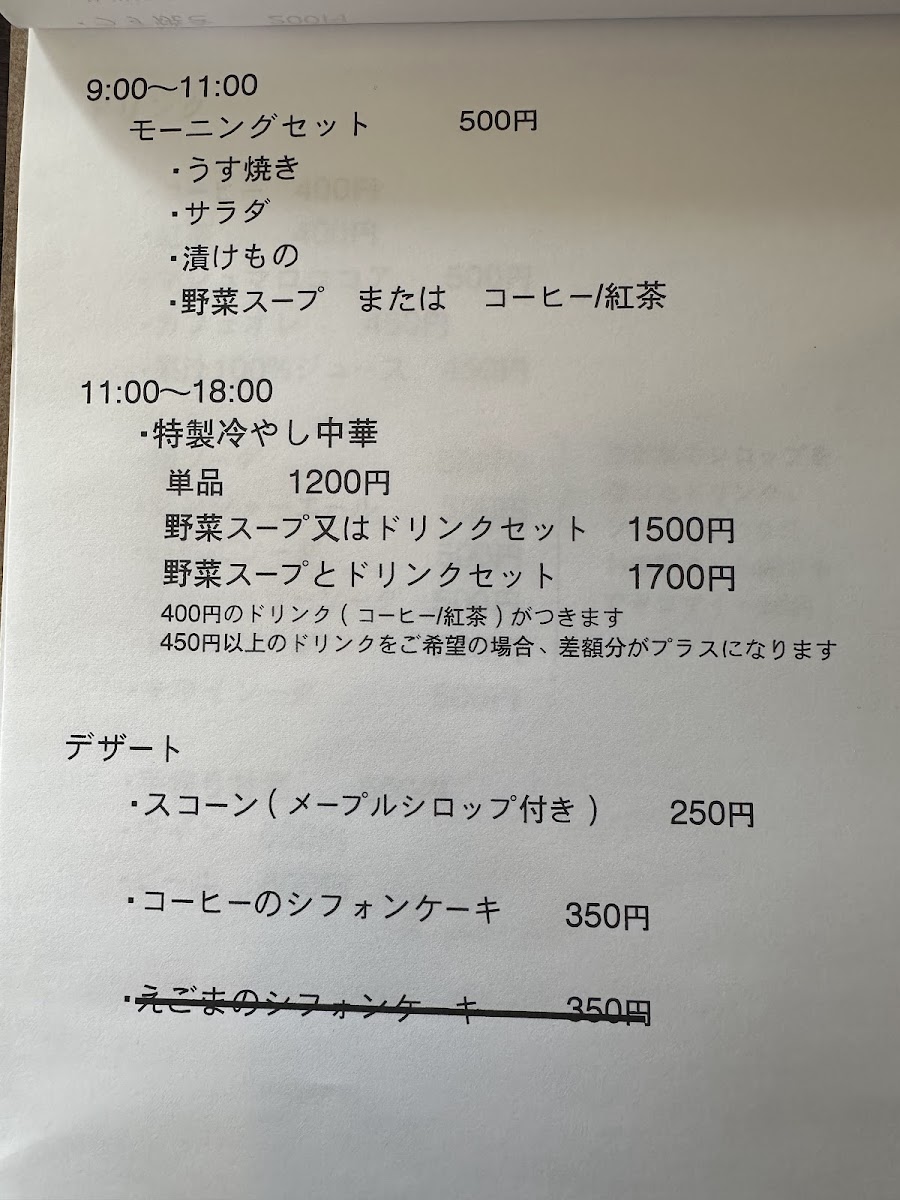 9:00〜11:00
モーニングセット 500円
・うす焼き
・サラダ
・漬けもの
・野菜スープ または コーヒー/紅茶
11:00〜18:00
・特製冷やし中華
単品 1200円
野菜スープ又はドリンクセット 1500円
野菜スープとドリンクセット 1700円
400円のドリンク(コーヒー/紅茶)がつきます
450円以上のドリンクをご希望の場合、差額分がプラスになります
デザート
・スコーン(メープルシロップ付き) 250円
・コーヒーのシフォンケーキ 350円
・えごまのシフォンケーキ 350円